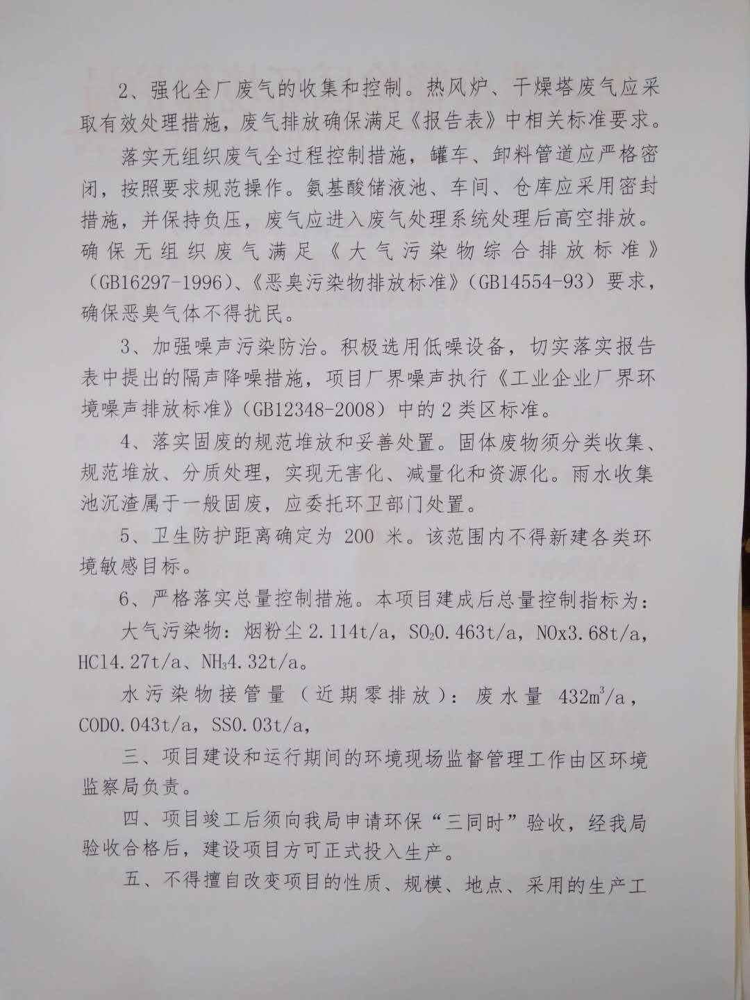 2、强化全厂废气的收集和控制。热风炉、干燥塔废气应采
取有效处理措施，废气排放确保满足《报告表》中相关标准要求。
落实无组织废气全过程控制措施，罐车、卸料管道应严格密
闭，按照要求规范操作。氨基酸储液池、车间、仓库应采用密封
措施，并保持负压，废气应进入废气处理系统处理后高空排放。
确保无组织废气满足《大气污染物综合排放标准》
（GB16297-1996）、《恶臭污染物排放标准》（GB14554-93）要求，
确保恶臭气体不得扰民。
3、加强噪声污染防治。积极选用低噪设备，切实落实报告
表中提出的隔声降噪措施，项目厂界噪声执行《工业企业厂界环
境噪声排放标准》（GB12348-2008）中的 2 类区标准。
4、落实固废的规范堆放和妥善处置。固体废物须分类收集、
规范堆放、分质处理，实现无害化、减量化和资源化。雨水收集
池沉渣属于一般固废，应委托环卫部门处置。
5、卫生防护距离确定为 200 米。该范围内不得新建各类环
境敏感目标。
6、严格落实总量控制措施。本项目建成后总量控制指标为：
大气污染物：烟粉尘 2.114t/a，SO₂0.463t/a，NOx3.68t/a，
HCl4.27t/a、NH₃4.32t/a。
水污染物接管量（近期零排放）：废水量 432m³/a，
COD0.043t/a，SS0.03t/a，
三、项目建设和运行期间的环境现场监督管理工作由区环境
监察局负责。
四、项目竣工后须向我局申请环保“三同时”验收，经我局
验收合格后，建设项目方可正式投入生产。
五、不得擅自改变项目的性质、规模、地点、采用的生产工